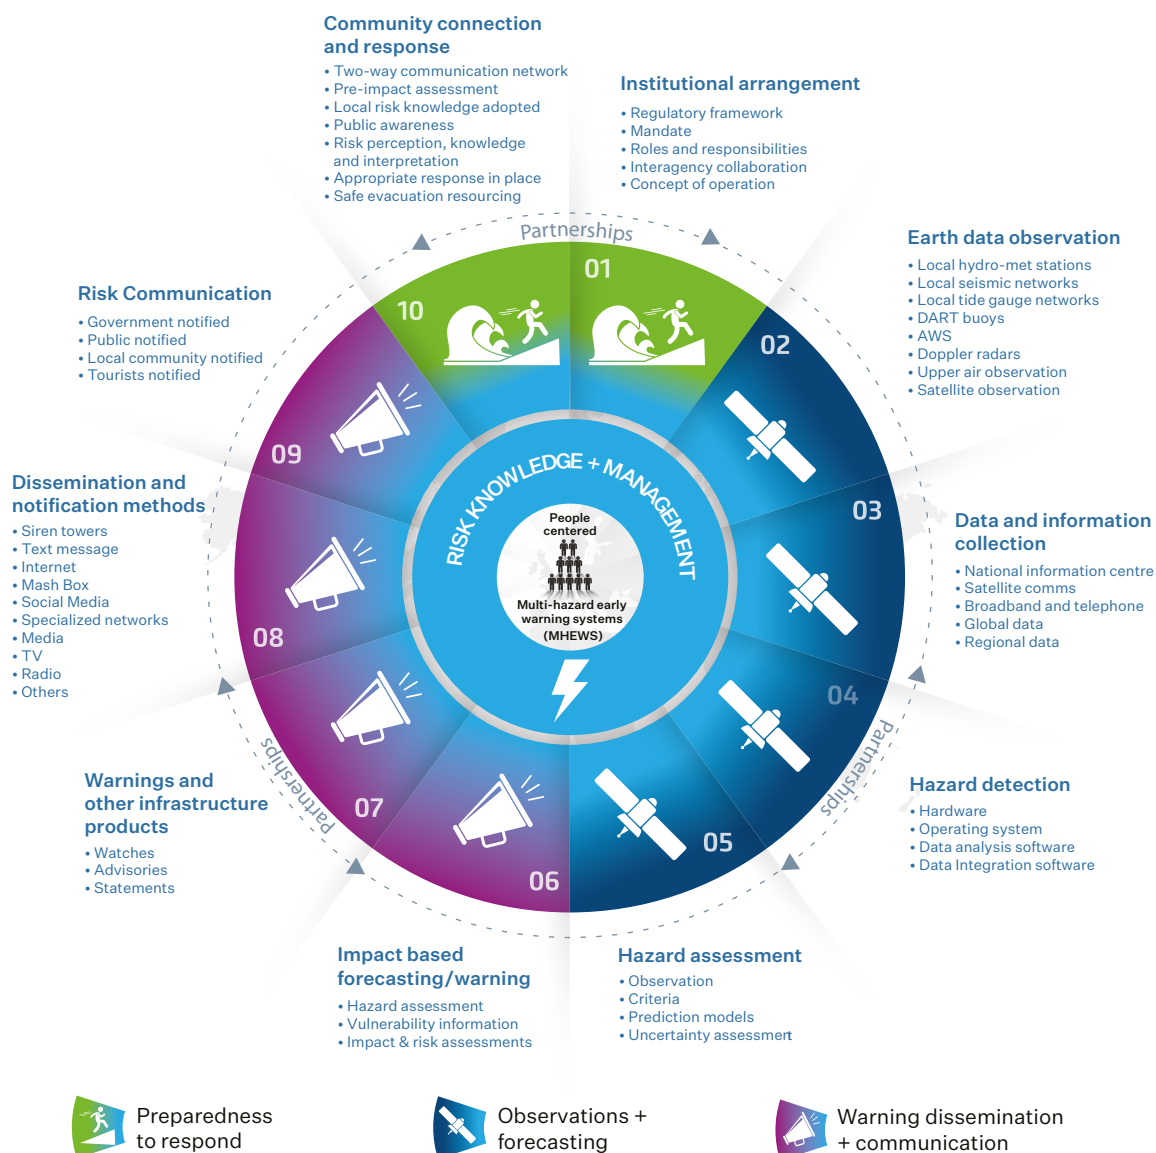 Community connection
and response
• Two-way communication network
• Pre-impact assessment
• Local risk knowledge adopted
• Public awareness
• Risk perception, knowledge
and interpretation
• Appropriate response in place
• Safe evacuation resourcing
Institutional arrangement
• Regulatory framework
• Mandate
• Roles and responsibilities
• Interagency collaboration
• Concept of operation
Earth data observation
• Local hydro-met stations
• Local seismic networks
• Local tide gauge networks
• DART buoys
• AWS
• Doppler radars
• Upper air observation
• Satellite observation
Data and information
collection
• National information centre
• Satellite comms
• Broadband and telephone
• Global data
• Regional data
Hazard detection
• Hardware
• Operating system
• Data analysis software
• Data Integration software
Hazard assessment
• Observation
• Criteria
• Prediction models
• Uncertainty assessment
Impact based
forecasting/warning
• Hazard assessment
• Vulnerability information
• Impact & risk assessments
Warnings and
other infrastructure
products
• Watches
• Advisories
• Statements
Dissemination and
notification methods
• Siren towers
• Text message
• Internet
• Mash Box
• Social Media
• Specialized networks
• Media
• TV
• Radio
• Others
Risk Communication
• Government notified
• Public notified
• Local community notified
• Tourists notified
Partnerships
Partnerships
Partnerships
01
02
03
04
05
06
07
08
09
10
RISK KNOWLEDGE + MANAGEMENT
People
centered
Multi-hazard early
warning systems
(MHEWS)
Preparedness
to respond
Observations +
forecasting
Warning dissemination
+ communication